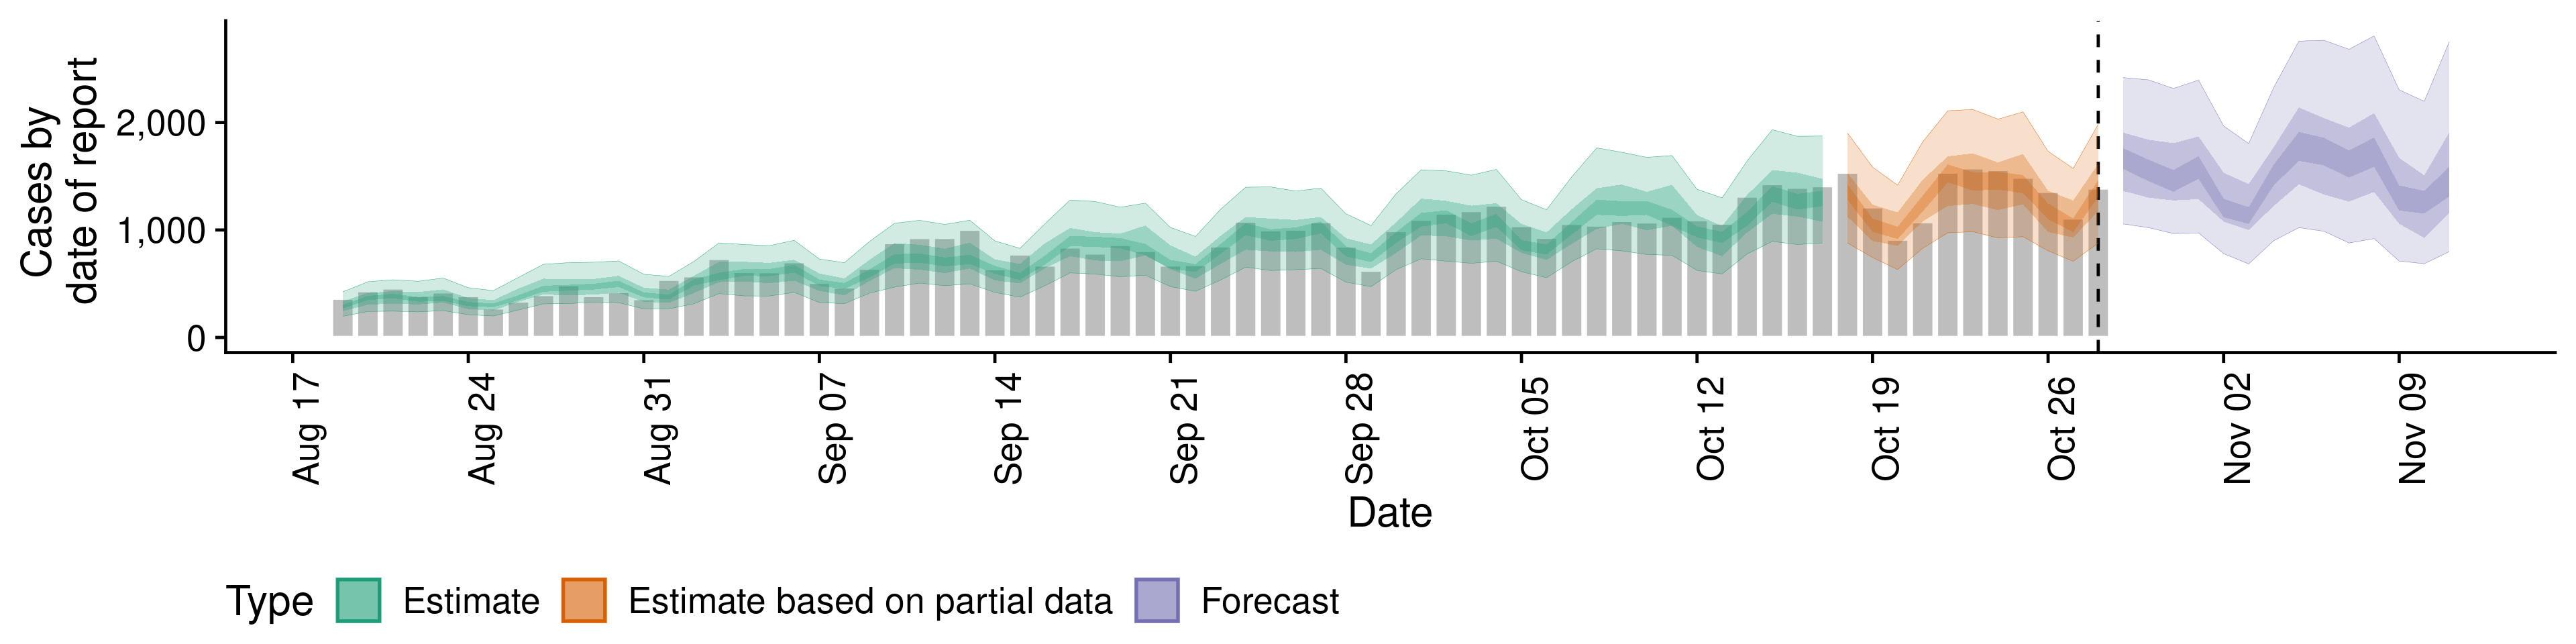 Cases by
date of report
2,000
1,000
0
Aug 17
Aug 24
Aug 31
Sep 07
Sep 14
Sep 21
Sep 28
Oct 05
Oct 12
Oct 19
Oct 26
Nov 02
Nov 09
Date
Type Estimate Estimate based on partial data Forecast